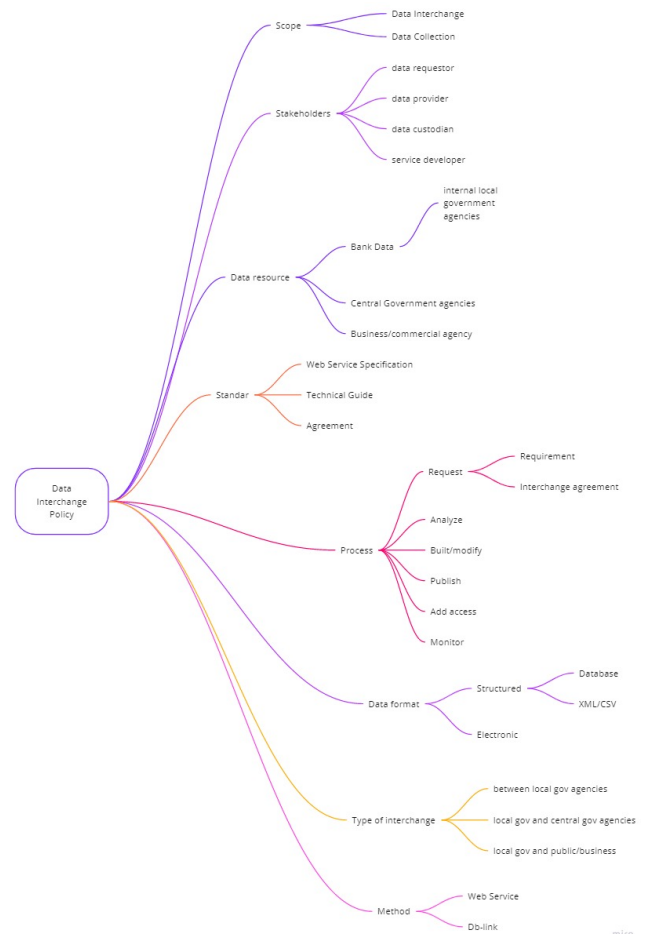 Scope
Data Interchange
Data Collection
Stakeholders
data requestor
data provider
data custodian
service developer
Data resource
Bank Data
internal local
government
agencies
Central Government agencies
Business/commercial agency
Standar
Web Service Specification
Technical Guide
Agreement
Data
Interchange
Policy
Process
Request
Requirement
Interchange agreement
Analyze
Built/modify
Publish
Add access
Monitor
Data format
Structured
Database
XML/CSV
Electronic
Type of interchange
between local gov agencies
local gov and central gov agencies
local gov and public/business
Method
Web Service
Db-link